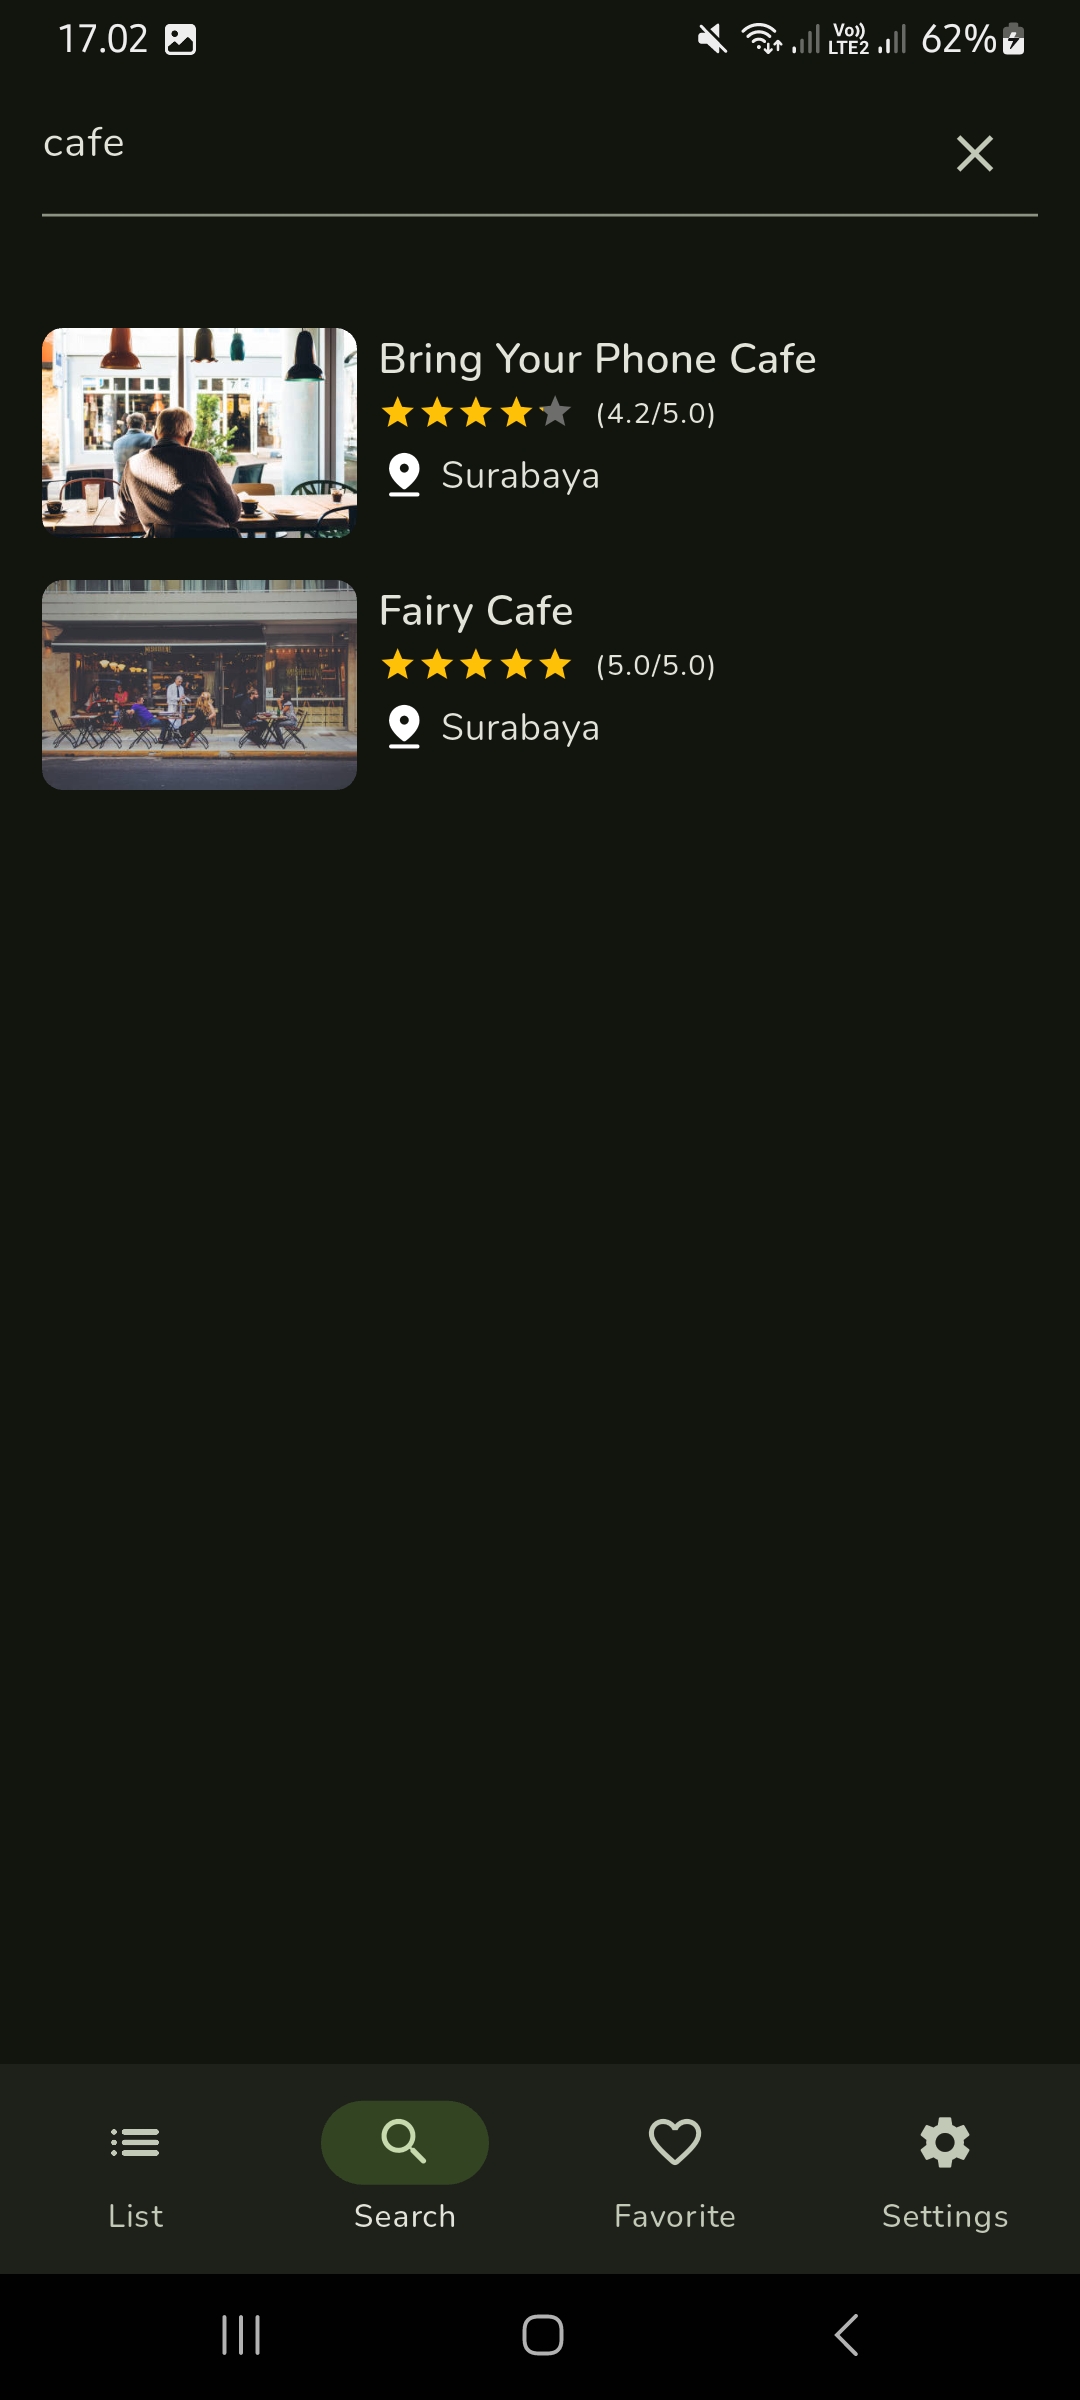 17.02 Vo)) LTE2 62%
cafe
Bring Your Phone Cafe
(4.2/5.0)
Surabaya
Fairy Cafe
(5.0/5.0)
Surabaya
List Search Favorite Settings